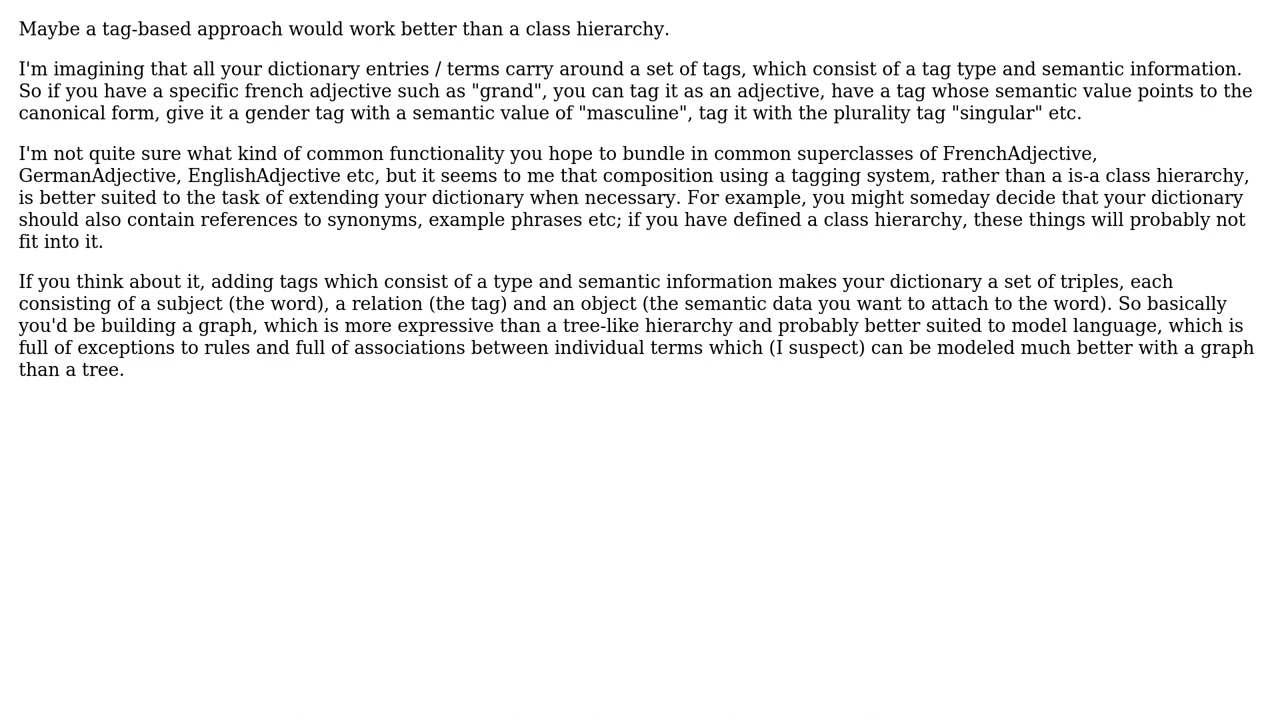 Maybe a tag-based approach would work better than a class hierarchy.
I'm imagining that all your dictionary entries / terms carry around a set of tags, which consist of a tag type and semantic information.
So if you have a specific french adjective such as "grand", you can tag it as an adjective, have a tag whose semantic value points to the
canonical form, give it a gender tag with a semantic value of "masculine", tag it with the plurality tag "singular" etc.
I'm not quite sure what kind of common functionality you hope to bundle in common superclasses of FrenchAdjective,
GermanAdjective, EnglishAdjective etc, but it seems to me that composition using a tagging system, rather than a is-a class hierarchy,
is better suited to the task of extending your dictionary when necessary. For example, you might someday decide that your dictionary
should also contain references to synonyms, example phrases etc; if you have defined a class hierarchy, these things will probably not
fit into it.
If you think about it, adding tags which consist of a type and semantic information makes your dictionary a set of triples, each
consisting of a subject (the word), a relation (the tag) and an object (the semantic data you want to attach to the word). So basically
you'd be building a graph, which is more expressive than a tree-like hierarchy and probably better suited to model language, which is
full of exceptions to rules and full of associations between individual terms which (I suspect) can be modeled much better with a graph
than a tree.